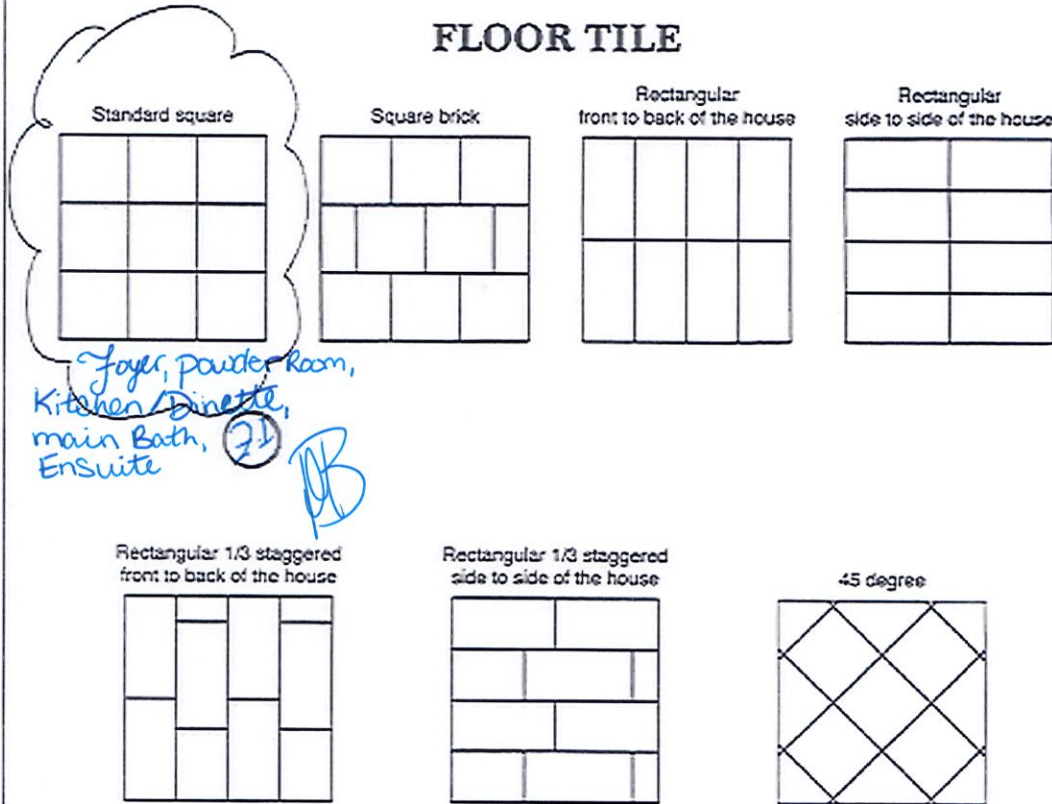 FLOOR TILE
Standard square
Square brick
Rectangular
front to back of the house
Rectangular
side to side of the house
Foyer, powder Room,
Kitchen/Dinette,
main Bath,
Ensuite
Rectangular 1/3 staggered
front to back of the house
Rectangular 1/3 staggered
side to side of the house
45 degree